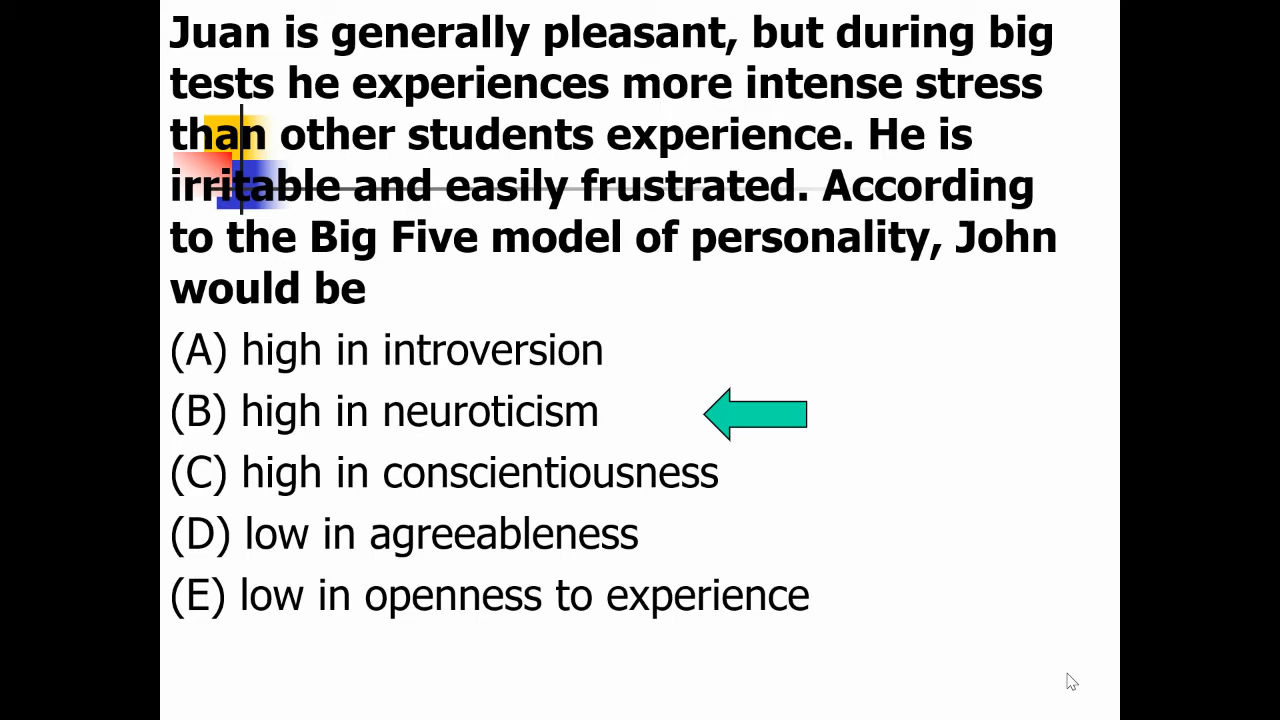 Juan is generally pleasant, but during big
tests he experiences more intense stress
than other students experience. He is
irritable and easily frustrated. According
to the Big Five model of personality, John
would be
(A) high in introversion
(B) high in neuroticism
(C) high in conscientiousness
(D) low in agreeableness
(E) low in openness to experience